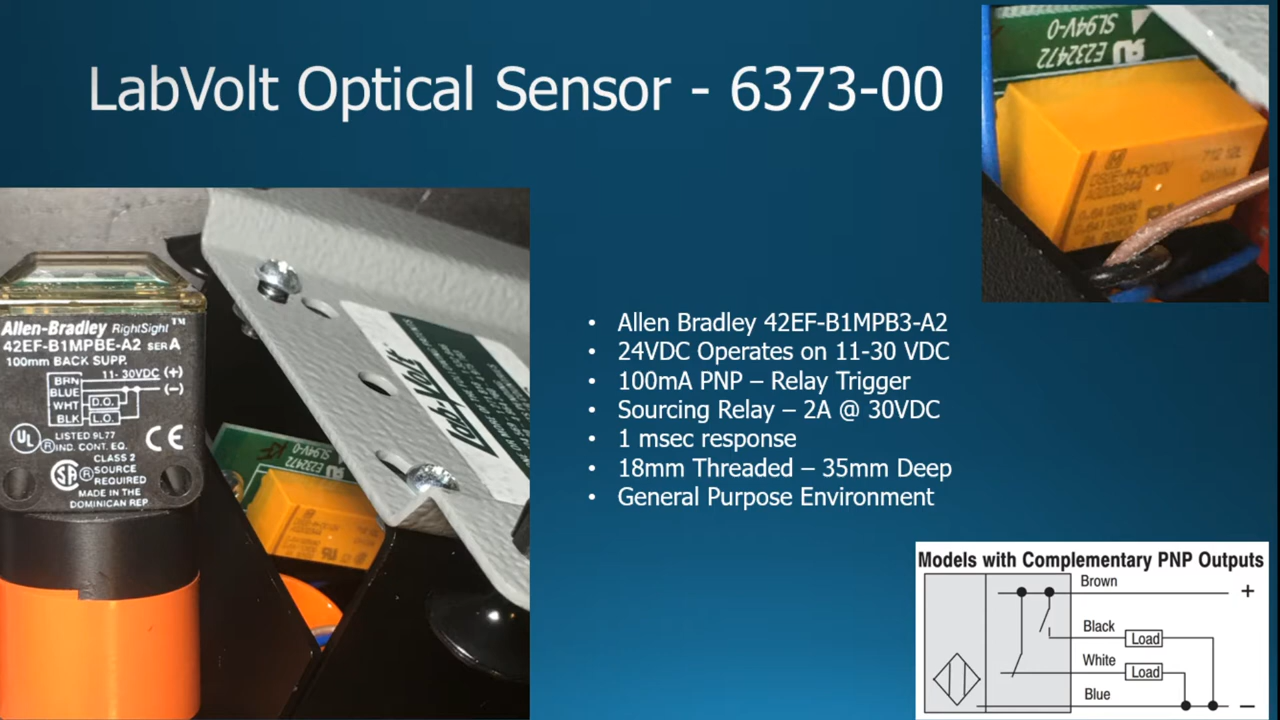 LabVolt Optical Sensor - 6373-00
SL94V-0
E232472
Allen-Bradley RightSight™
42EF-B1MPBE-A2 SER A
100mm BACK SUPP.
11-30VDC (+)
BRN
BLUE (−)
WHT D.O.
BLK L.O.
LISTED 9L77
IND. CONT. EQ.
CLASS 2
SOURCE
REQUIRED
MADE IN THE
DOMINICAN REP
Lab-Volt
E232472
SL94V-0
• Allen Bradley 42EF-B1MPB3-A2
• 24VDC Operates on 11-30 VDC
• 100mA PNP – Relay Trigger
• Sourcing Relay – 2A @ 30VDC
• 1 msec response
• 18mm Threaded – 35mm Deep
• General Purpose Environment
Models with Complementary PNP Outputs
Brown +
Black Load
White Load
Blue −